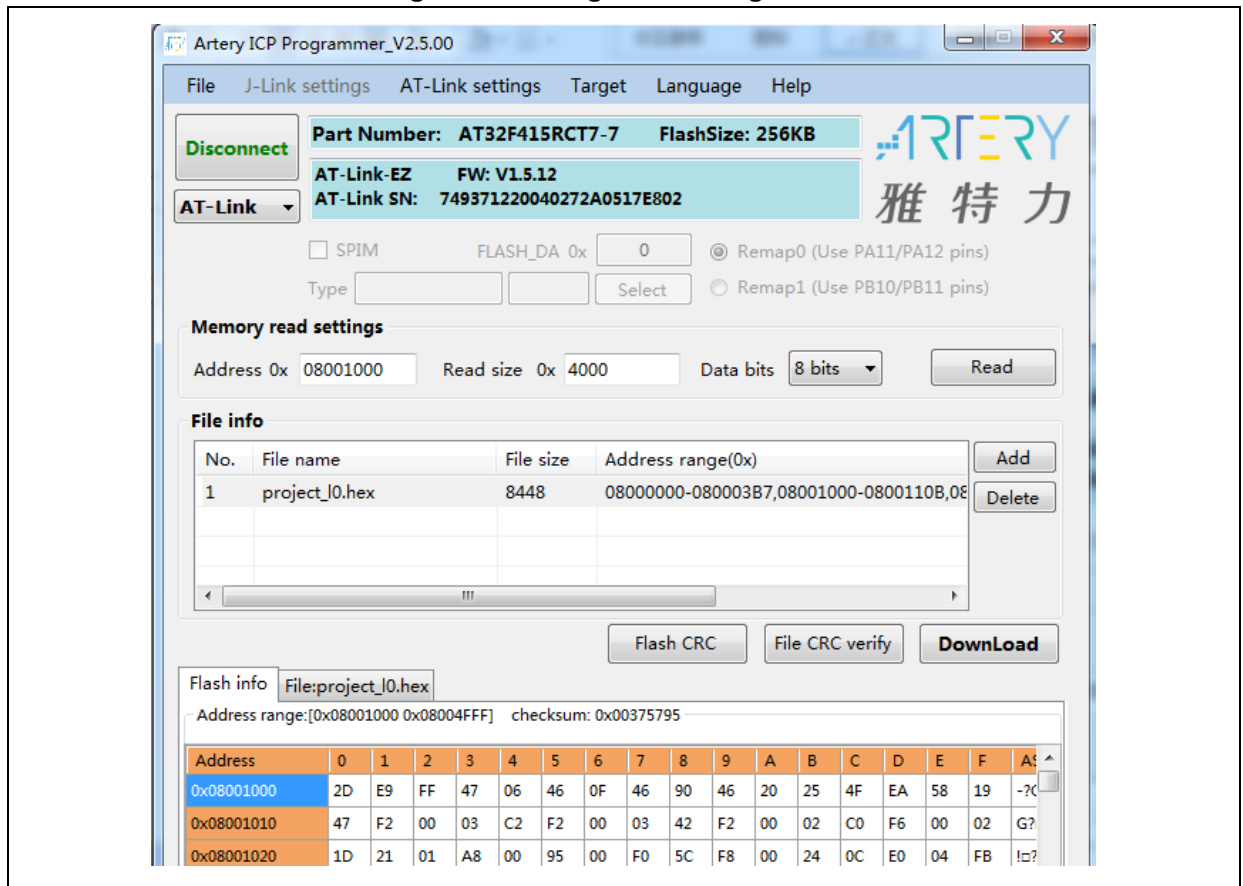 Artery ICP Programmer_V2.5.00
File J-Link settings AT-Link settings Target Language Help
Disconnect
Part Number: AT32F415RCT7-7 FlashSize: 256KB
AT-Link-EZ FW: V1.5.12
AT-Link SN: 749371220040272A0517E802
AT-Link
ARTERY
雅特力
SPIM FLASH_DA 0x 0 Remap0 (Use PA11/PA12 pins)
Type Select Remap1 (Use PB10/PB11 pins)
Memory read settings
Address 0x 08001000 Read size 0x 4000 Data bits 8 bits Read
File info
No. File name File size Address range(0x) Add
1 project_l0.hex 8448 08000000-080003B7,08001000-0800110B,08 Delete
Flash CRC File CRC verify DownLoad
Flash info File:project_l0.hex
Address range:[0x08001000 0x08004FFF] checksum: 0x00375795
Address 0 1 2 3 4 5 6 7 8 9 A B C D E F
0x08001000 2D E9 FF 47 06 46 0F 46 90 46 20 25 4F EA 58 19
0x08001010 47 F2 00 03 C2 F2 00 03 42 F2 00 02 C0 F6 00 02 G?
0x08001020 1D 21 01 A8 00 95 00 F0 5C F8 00 24 0C E0 04 FB